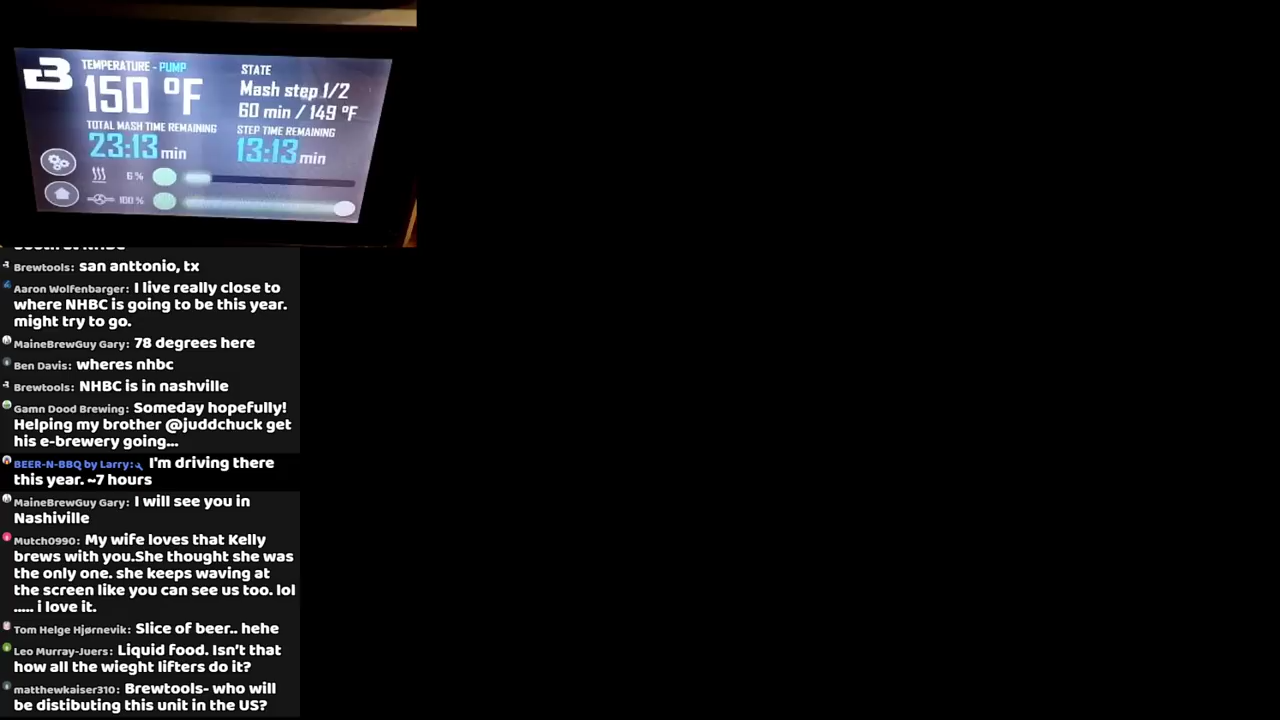 TEMPERATURE - PUMP
150 °F
STATE
Mash step 1/2
60 min / 149 °F
TOTAL MASH TIME REMAINING
23:13 min
STEP TIME REMAINING
13:13 min
6 %
100 %
Brewtools: san anttonio, tx
Aaron Wolfenbarger: I live really close to
where NHBC is going to be this year.
might try to go.
MaineBrewGuy Gary: 78 degrees here
Ben Davis: wheres nhbc
Brewtools: NHBC is in nashville
Gamn Dood Brewing: Someday hopefully!
Helping my brother @juddchuck get
his e-brewery going...
BEER-N-BBQ by Larry: I'm driving there
this year. ~7 hours
MaineBrewGuy Gary: I will see you in
Nashiville
Mutch0990: My wife loves that Kelly
brews with you.She thought she was
the only one. she keeps waving at
the screen like you can see us too. lol
..... i love it.
Tom Helge Hjørnevik: Slice of beer.. hehe
Leo Murray-Juers: Liquid food. Isn't that
how all the wieght lifters do it?
matthewkaiser310: Brewtools- who will
be distibuting this unit in the US?